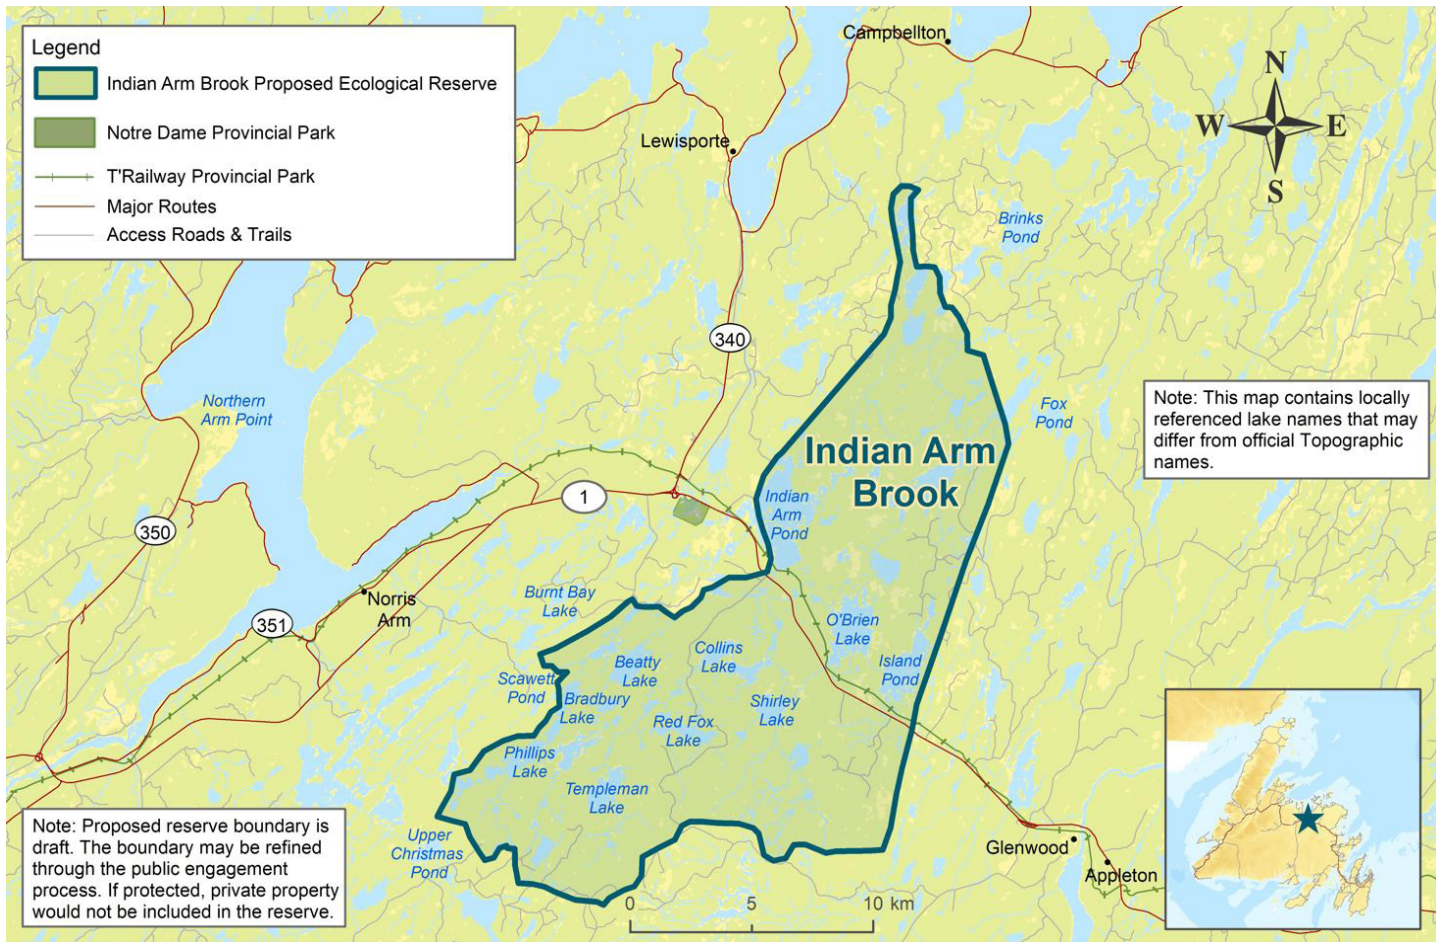 Legend
Indian Arm Brook Proposed Ecological Reserve
Notre Dame Provincial Park
T'Railway Provincial Park
Major Routes
Access Roads & Trails
Campbellton
Lewisporte
N
W
E
S
Brinks
Pond
340
Northern
Arm Point
Fox
Pond
Note: This map contains locally
referenced lake names that may
differ from official Topographic
names.
Indian Arm
Brook
1
Indian
Arm
Pond
350
Burnt Bay
Lake
Norris
Arm
351
O'Brien
Lake
Collins
Lake
Beatty
Lake
Island
Pond
Scawett
Pond
Bradbury
Lake
Shirley
Lake
Red Fox
Lake
Phillips
Lake
Templeman
Lake
Upper
Christmas
Pond
Note: Proposed reserve boundary is
draft. The boundary may be refined
through the public engagement
process. If protected, private property
would not be included in the reserve.
Glenwood
Appleton
0 5 10 km